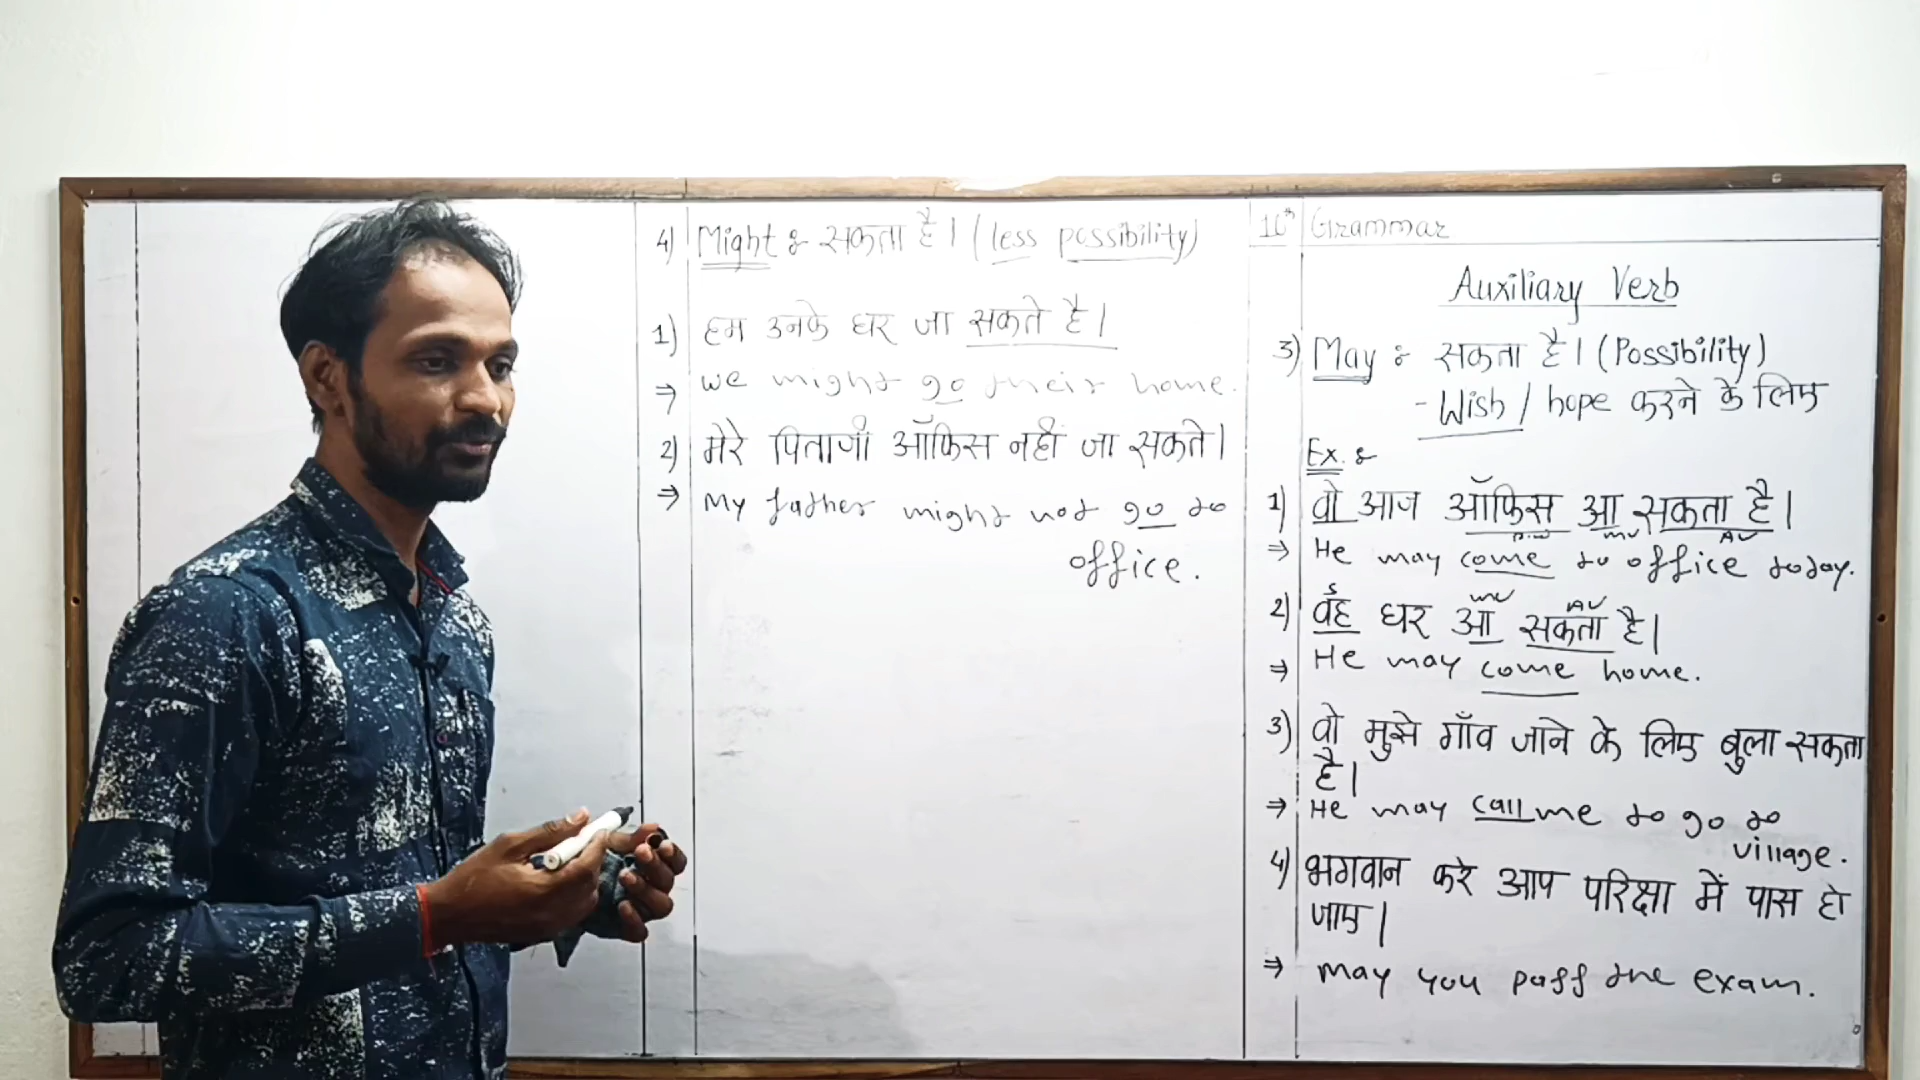 10th Grammar
Auxiliary Verb
3) May : सकता है। (Possibility)
- Wish / hope करने के लिए
Ex. :
1) वो आज ऑफिस आ सकता है।
mv AV
⇒ He may come to office today.
S mv AV
2) वह घर आ सकता है।
⇒ He may come home.
3) वो मुझे गाँव जाने के लिए बुला सकता
है।
⇒ He may call me to go to
village.
4) भगवान करे आप परिक्षा में पास हो
जाए।
⇒ May you pass the exam.
4) Might : सकता है। (less possibility)
1) हम उनके घर जा सकते है।
⇒ we might go their home.
2) मेरे पिताजी ऑफिस नहीं जा सकते।
⇒ My father might not go to
office.